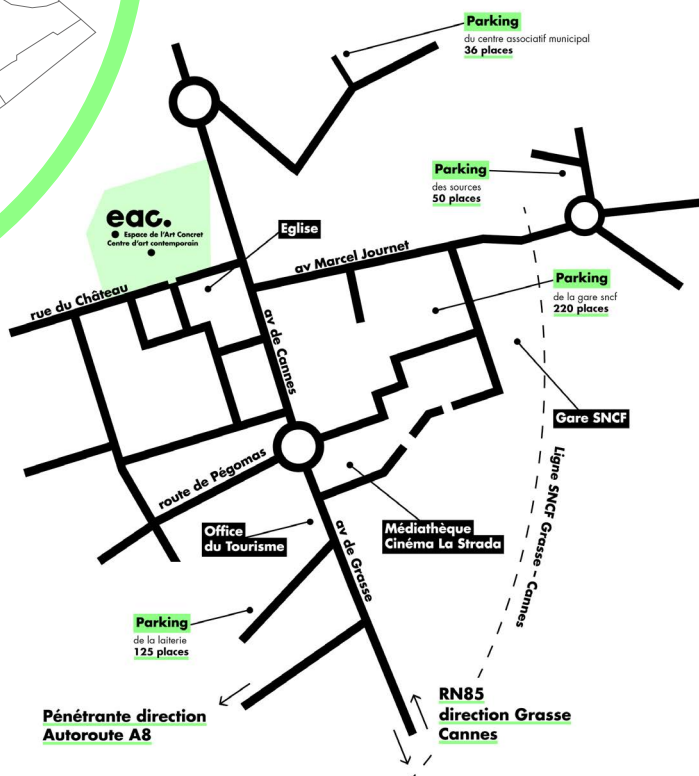 Parking
du centre associatif municipal
36 places
Parking
des sources
50 places
eac.
Espace de l'Art Concret
Centre d'art contemporain
Eglise
av Marcel Journet
rue du Château
Parking
de la gare sncf
220 places
av de Cannes
Gare SNCF
route de Pégomas
Ligne SNCF Grasse - Cannes
Office
du Tourisme
av de Grasse
Médiathèque
Cinéma La Strada
Parking
de la laiterie
125 places
Pénétrante direction
Autoroute A8
RN85
direction Grasse
Cannes